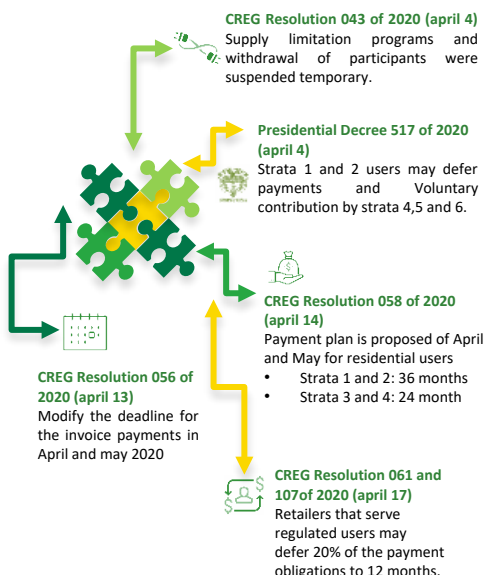 CREG Resolution 043 of 2020 (april 4)
Supply limitation programs and
withdrawal of participants were
suspended temporary.
Presidential Decree 517 of 2020
(april 4)
Strata 1 and 2 users may defer
payments and Voluntary
contribution by strata 4,5 and 6.
CREG Resolution 058 of 2020
(april 14)
Payment plan is proposed of April
and May for residential users
• Strata 1 and 2: 36 months
• Strata 3 and 4: 24 month
CREG Resolution 056 of
2020 (april 13)
Modify the deadline for
the invoice payments in
April and may 2020
CREG Resolution 061 and
107of 2020 (april 17)
Retailers that serve
regulated users may
defer 20% of the payment
obligations to 12 months.